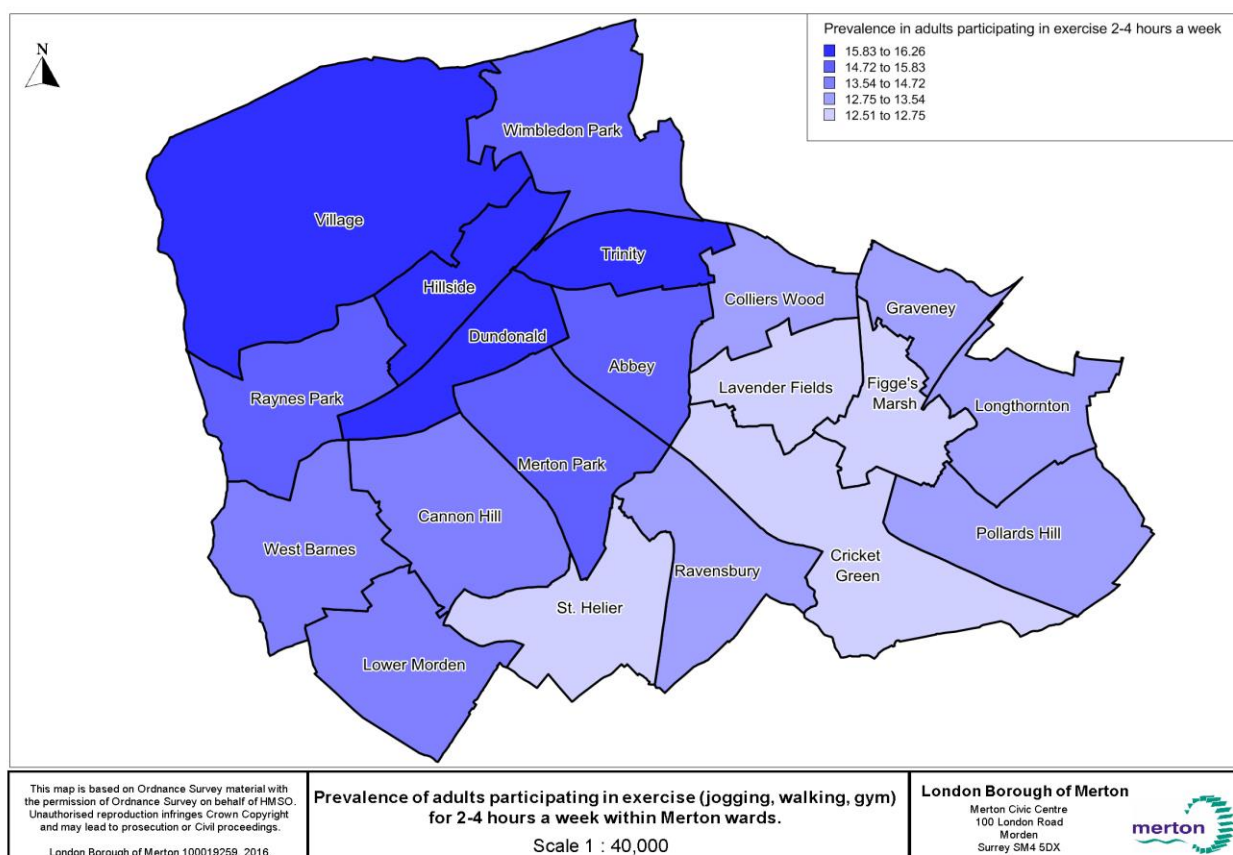 N
Prevalence in adults participating in exercise 2-4 hours a week
15.83 to 16.26
14.72 to 15.83
13.54 to 14.72
12.75 to 13.54
12.51 to 12.75
Wimbledon Park
Village
Trinity
Hillside
Colliers Wood
Graveney
Dundonald
Abbey
Raynes Park
Lavender Fields
Figge's
Marsh
Longthornton
Merton Park
Cannon Hill
West Barnes
Pollards Hill
Cricket
Green
Ravensbury
St. Helier
Lower Morden
This map is based on Ordnance Survey material with
the permission of Ordnance Survey on behalf of HMSO.
Unauthorised reproduction infringes Crown Copyright
and may lead to prosecution or Civil proceedings.
London Borough of Merton 100019259. 2016.
Prevalence of adults participating in exercise (jogging, walking, gym)
for 2-4 hours a week within Merton wards.
Scale 1 : 40,000
London Borough of Merton
Merton Civic Centre
100 London Road
Morden
Surrey SM4 5DX
merton